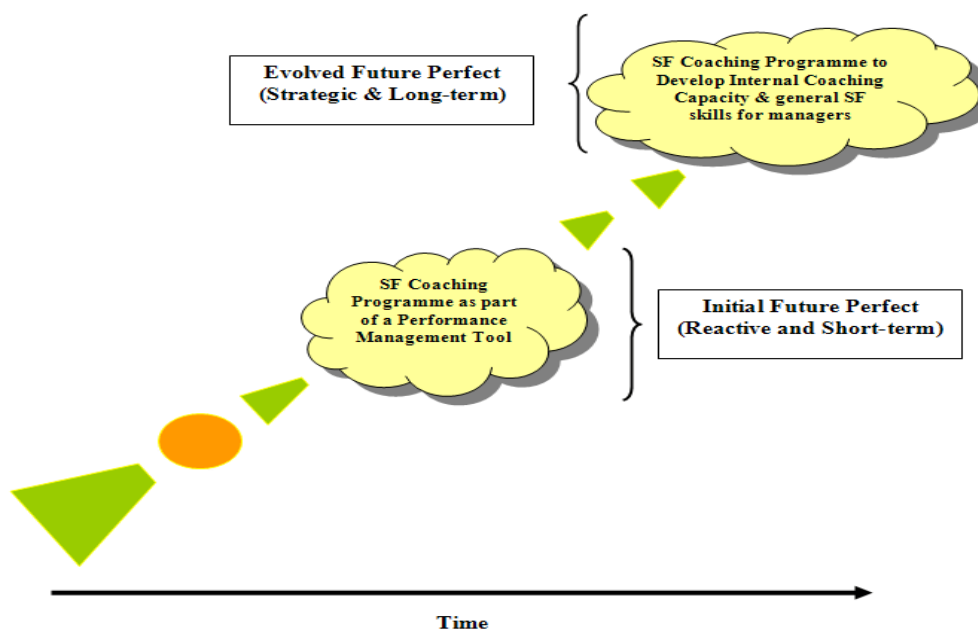 Evolved Future Perfect
(Strategic & Long-term)
SF Coaching Programme to
Develop Internal Coaching
Capacity & general SF
skills for managers
SF Coaching
Programme as part
of a Performance
Management Tool
Initial Future Perfect
(Reactive and Short-term)
Time